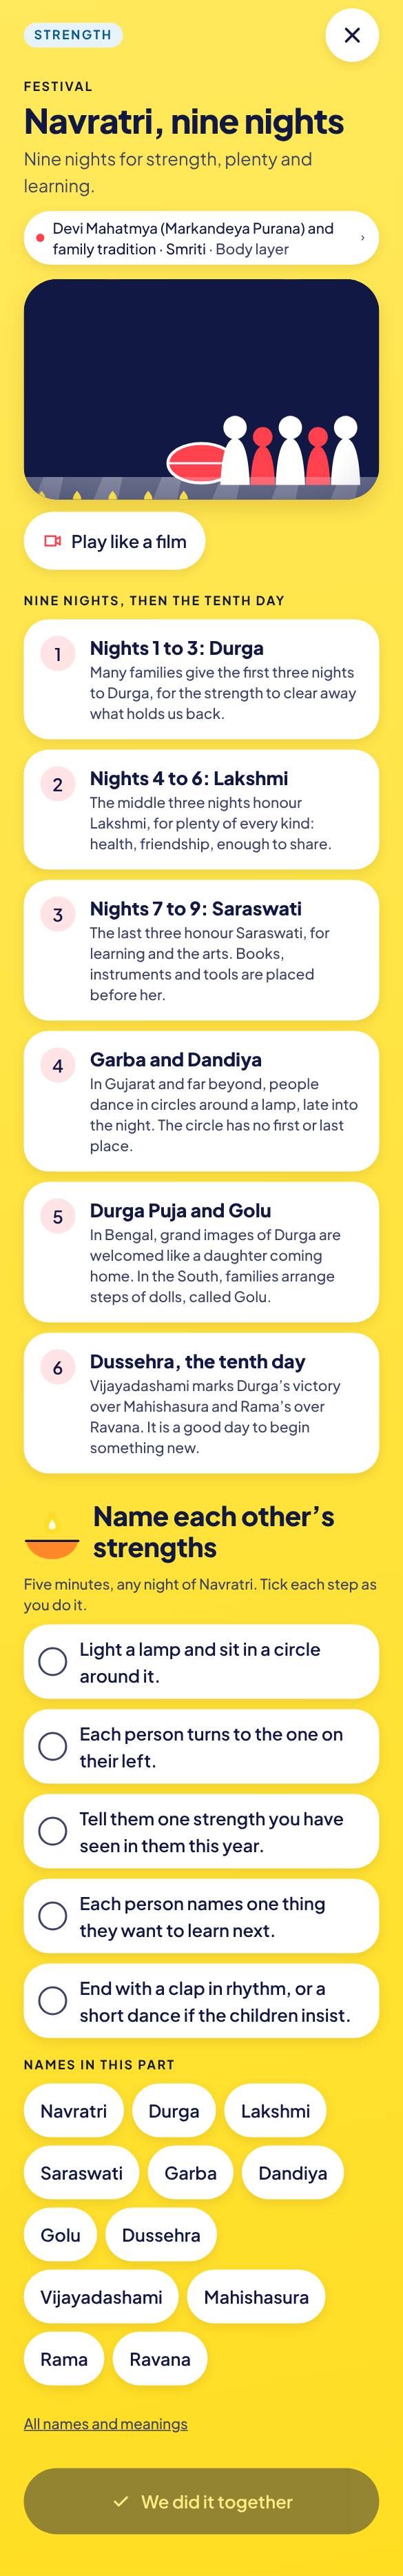 STRENGTH
FESTIVAL
Navratri, nine nights
Nine nights for strength, plenty and
learning.
Devi Mahatmya (Markandeya Purana) and
family tradition · Smriti · Body layer
Play like a film
NINE NIGHTS, THEN THE TENTH DAY
1
Nights 1 to 3: Durga
Many families give the first three nights
to Durga, for the strength to clear away
what holds us back.
2
Nights 4 to 6: Lakshmi
The middle three nights honour
Lakshmi, for plenty of every kind:
health, friendship, enough to share.
3
Nights 7 to 9: Saraswati
The last three honour Saraswati, for
learning and the arts. Books,
instruments and tools are placed
before her.
4
Garba and Dandiya
In Gujarat and far beyond, people
dance in circles around a lamp, late into
the night. The circle has no first or last
place.
5
Durga Puja and Golu
In Bengal, grand images of Durga are
welcomed like a daughter coming
home. In the South, families arrange
steps of dolls, called Golu.
6
Dussehra, the tenth day
Vijayadashami marks Durga’s victory
over Mahishasura and Rama’s over
Ravana. It is a good day to begin
something new.
Name each other’s
strengths
Five minutes, any night of Navratri. Tick each step as
you do it.
Light a lamp and sit in a circle
around it.
Each person turns to the one on
their left.
Tell them one strength you have
seen in them this year.
Each person names one thing
they want to learn next.
End with a clap in rhythm, or a
short dance if the children insist.
NAMES IN THIS PART
Navratri Durga Lakshmi
Saraswati Garba Dandiya
Golu Dussehra
Vijayadashami Mahishasura
Rama Ravana
All names and meanings
We did it together